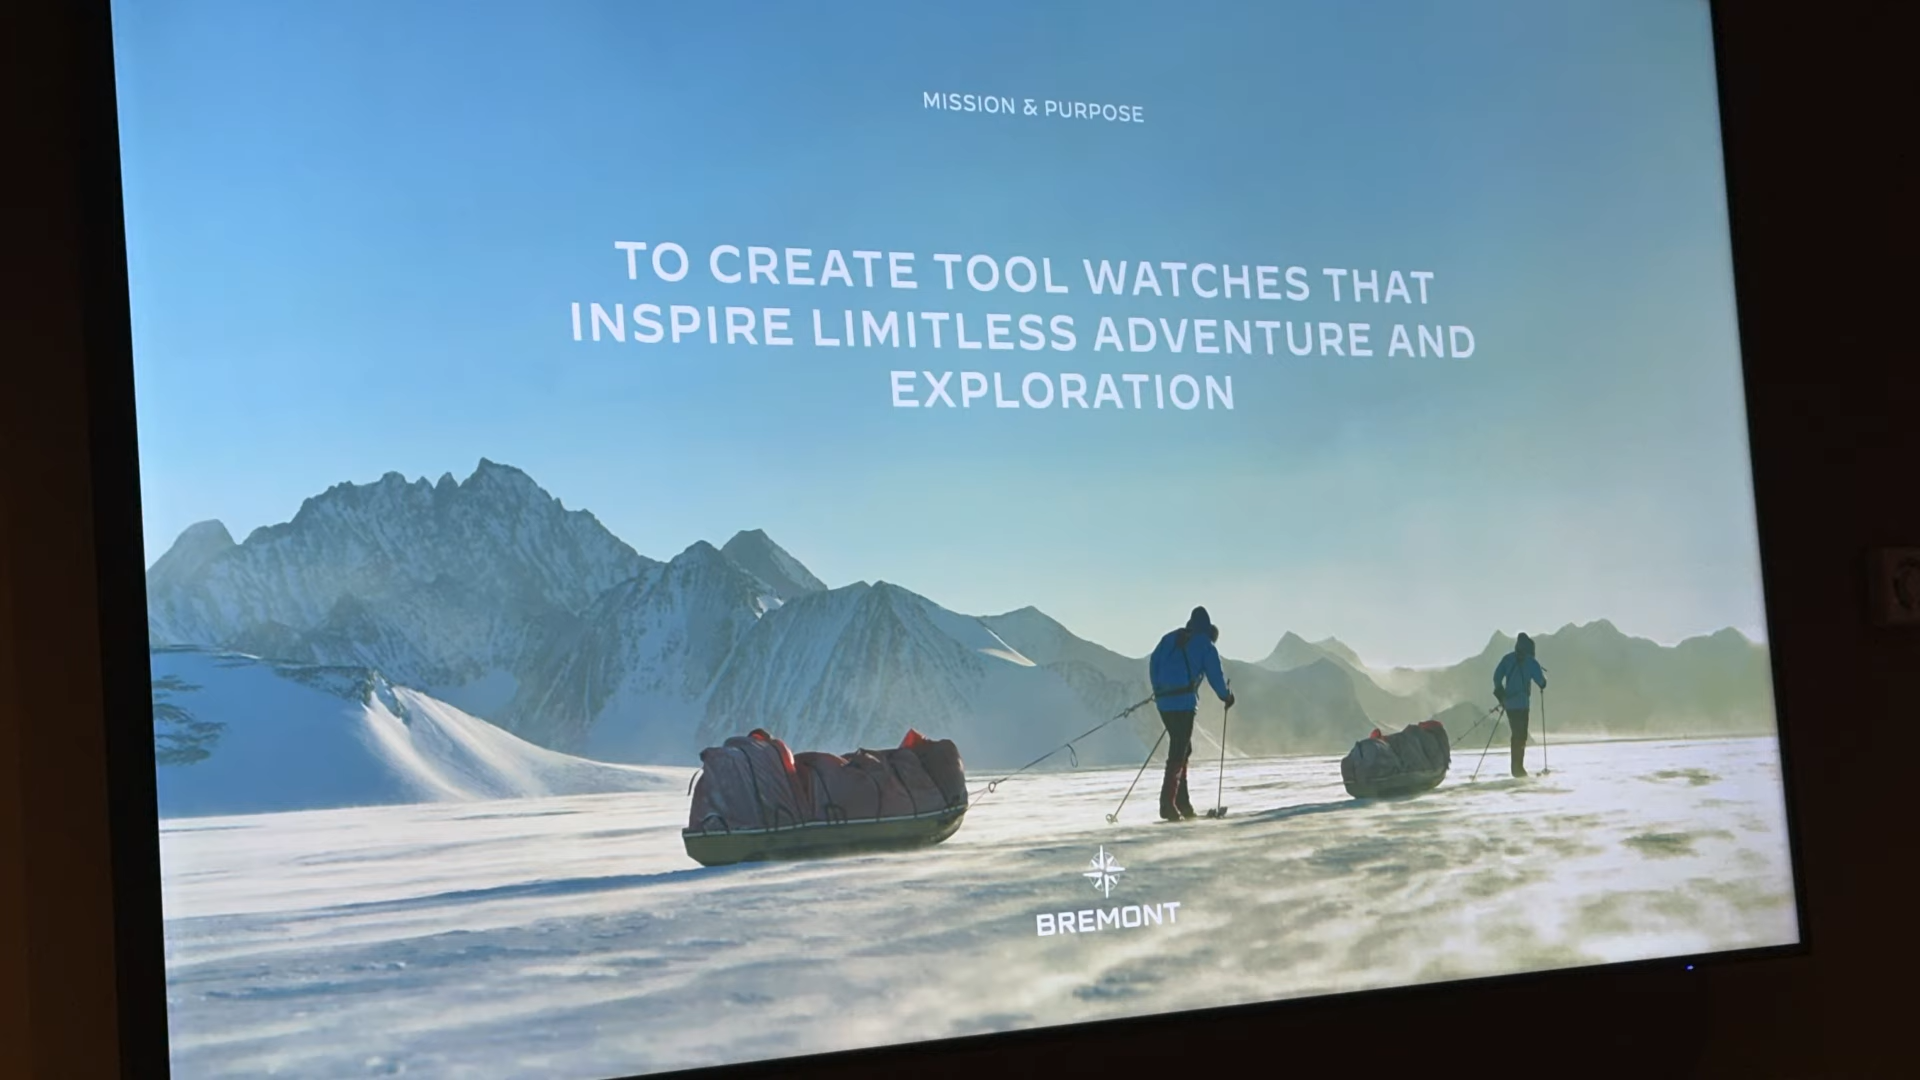 MISSION & PURPOSE
TO CREATE TOOL WATCHES THAT
INSPIRE LIMITLESS ADVENTURE AND
EXPLORATION
BREMONT